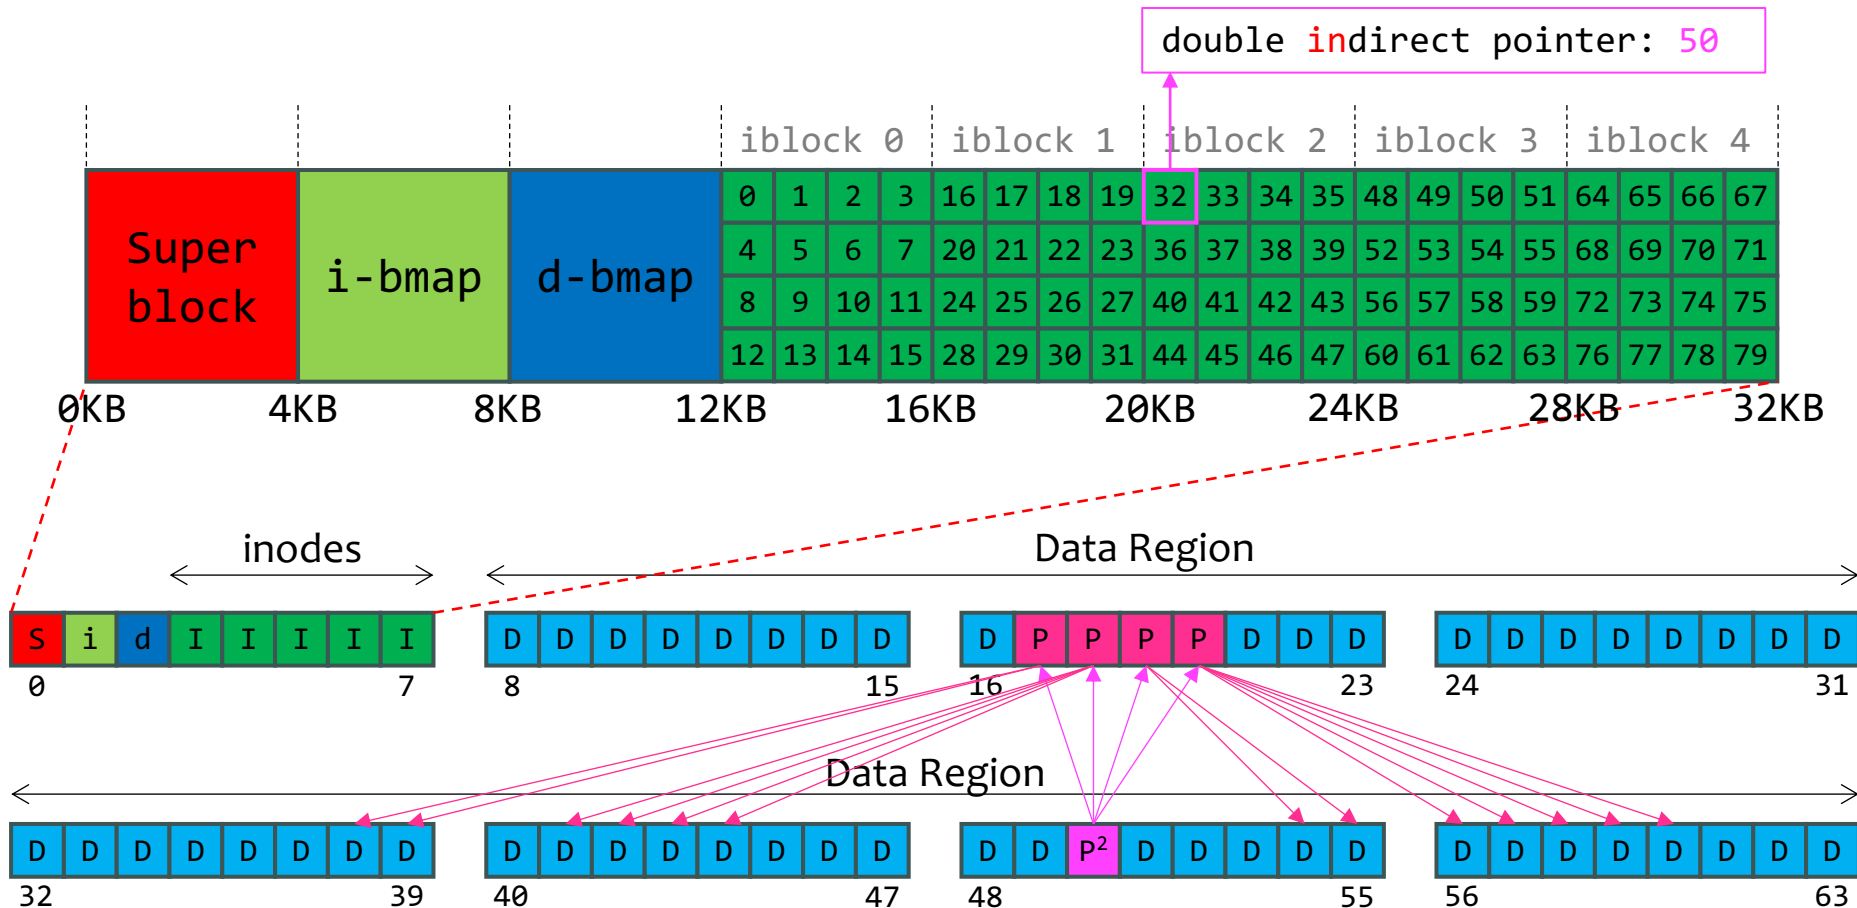 double indirect pointer: 50
iblock 0 iblock 1 iblock 2 iblock 3 iblock 4
Super block
i-bmap
d-bmap
0 1 2 3 16 17 18 19 32 33 34 35 48 49 50 51 64 65 66 67
4 5 6 7 20 21 22 23 36 37 38 39 52 53 54 55 68 69 70 71
8 9 10 11 24 25 26 27 40 41 42 43 56 57 58 59 72 73 74 75
12 13 14 15 28 29 30 31 44 45 46 47 60 61 62 63 76 77 78 79
0KB 4KB 8KB 12KB 16KB 20KB 24KB 28KB 32KB
inodes Data Region
S i d I I I I I D D D D D D D D D P P P P D D D D D D D D D D D
0 7 8 15 16 23 24 31
Data Region
D D D D D D D D D D D D D D D D D D P² D D D D D D D D D D D D D
32 39 40 47 48 55 56 63